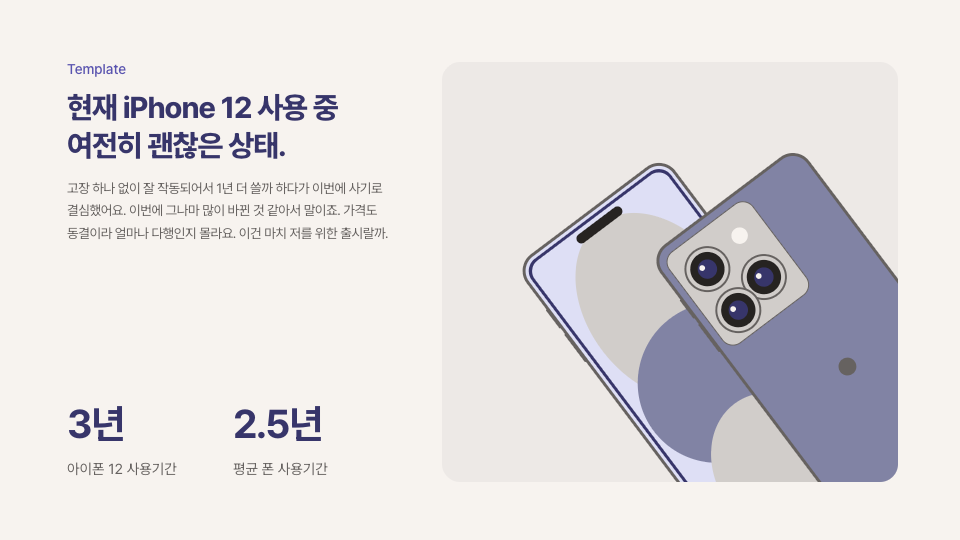 Template
현재 iPhone 12 사용 중
여전히 괜찮은 상태.
고장 하나 없이 잘 작동되어서 1년 더 쓸까 하다가 이번에 사기로
결심했어요. 이번에 그나마 많이 바뀐 것 같아서 말이죠. 가격도
동결이라 얼마나 다행인지 몰라요. 이건 마치 저를 위한 출시랄까.
3년
2.5년
아이폰 12 사용기간
평균 폰 사용기간